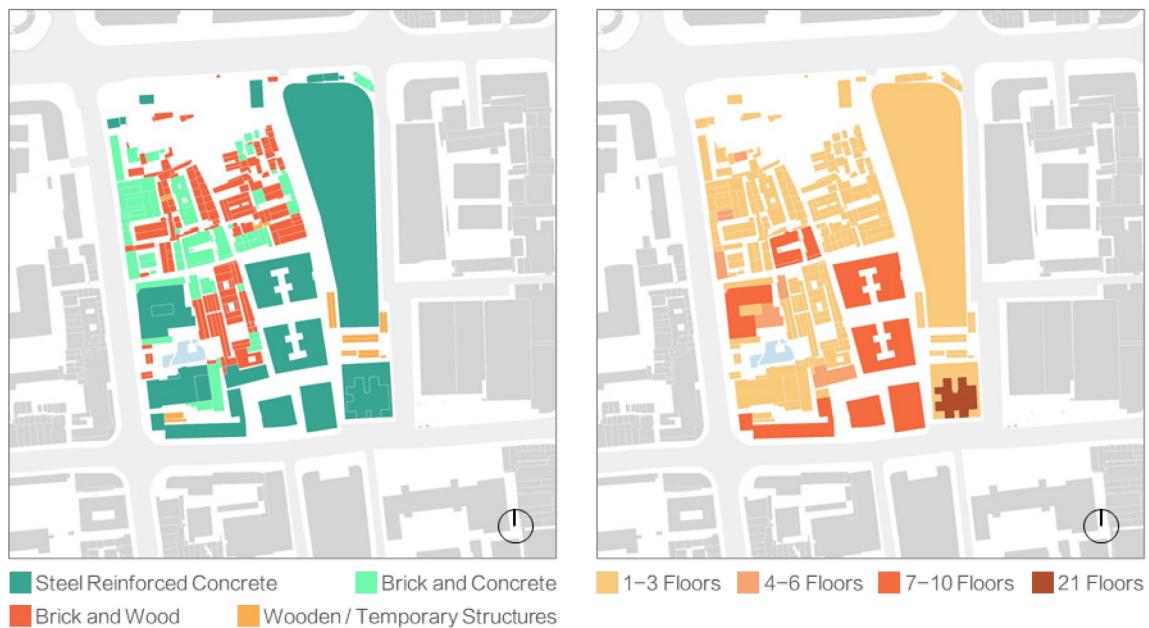 Steel Reinforced Concrete
Brick and Concrete
Brick and Wood
Wooden / Temporary Structures
1–3 Floors
4–6 Floors
7–10 Floors
21 Floors